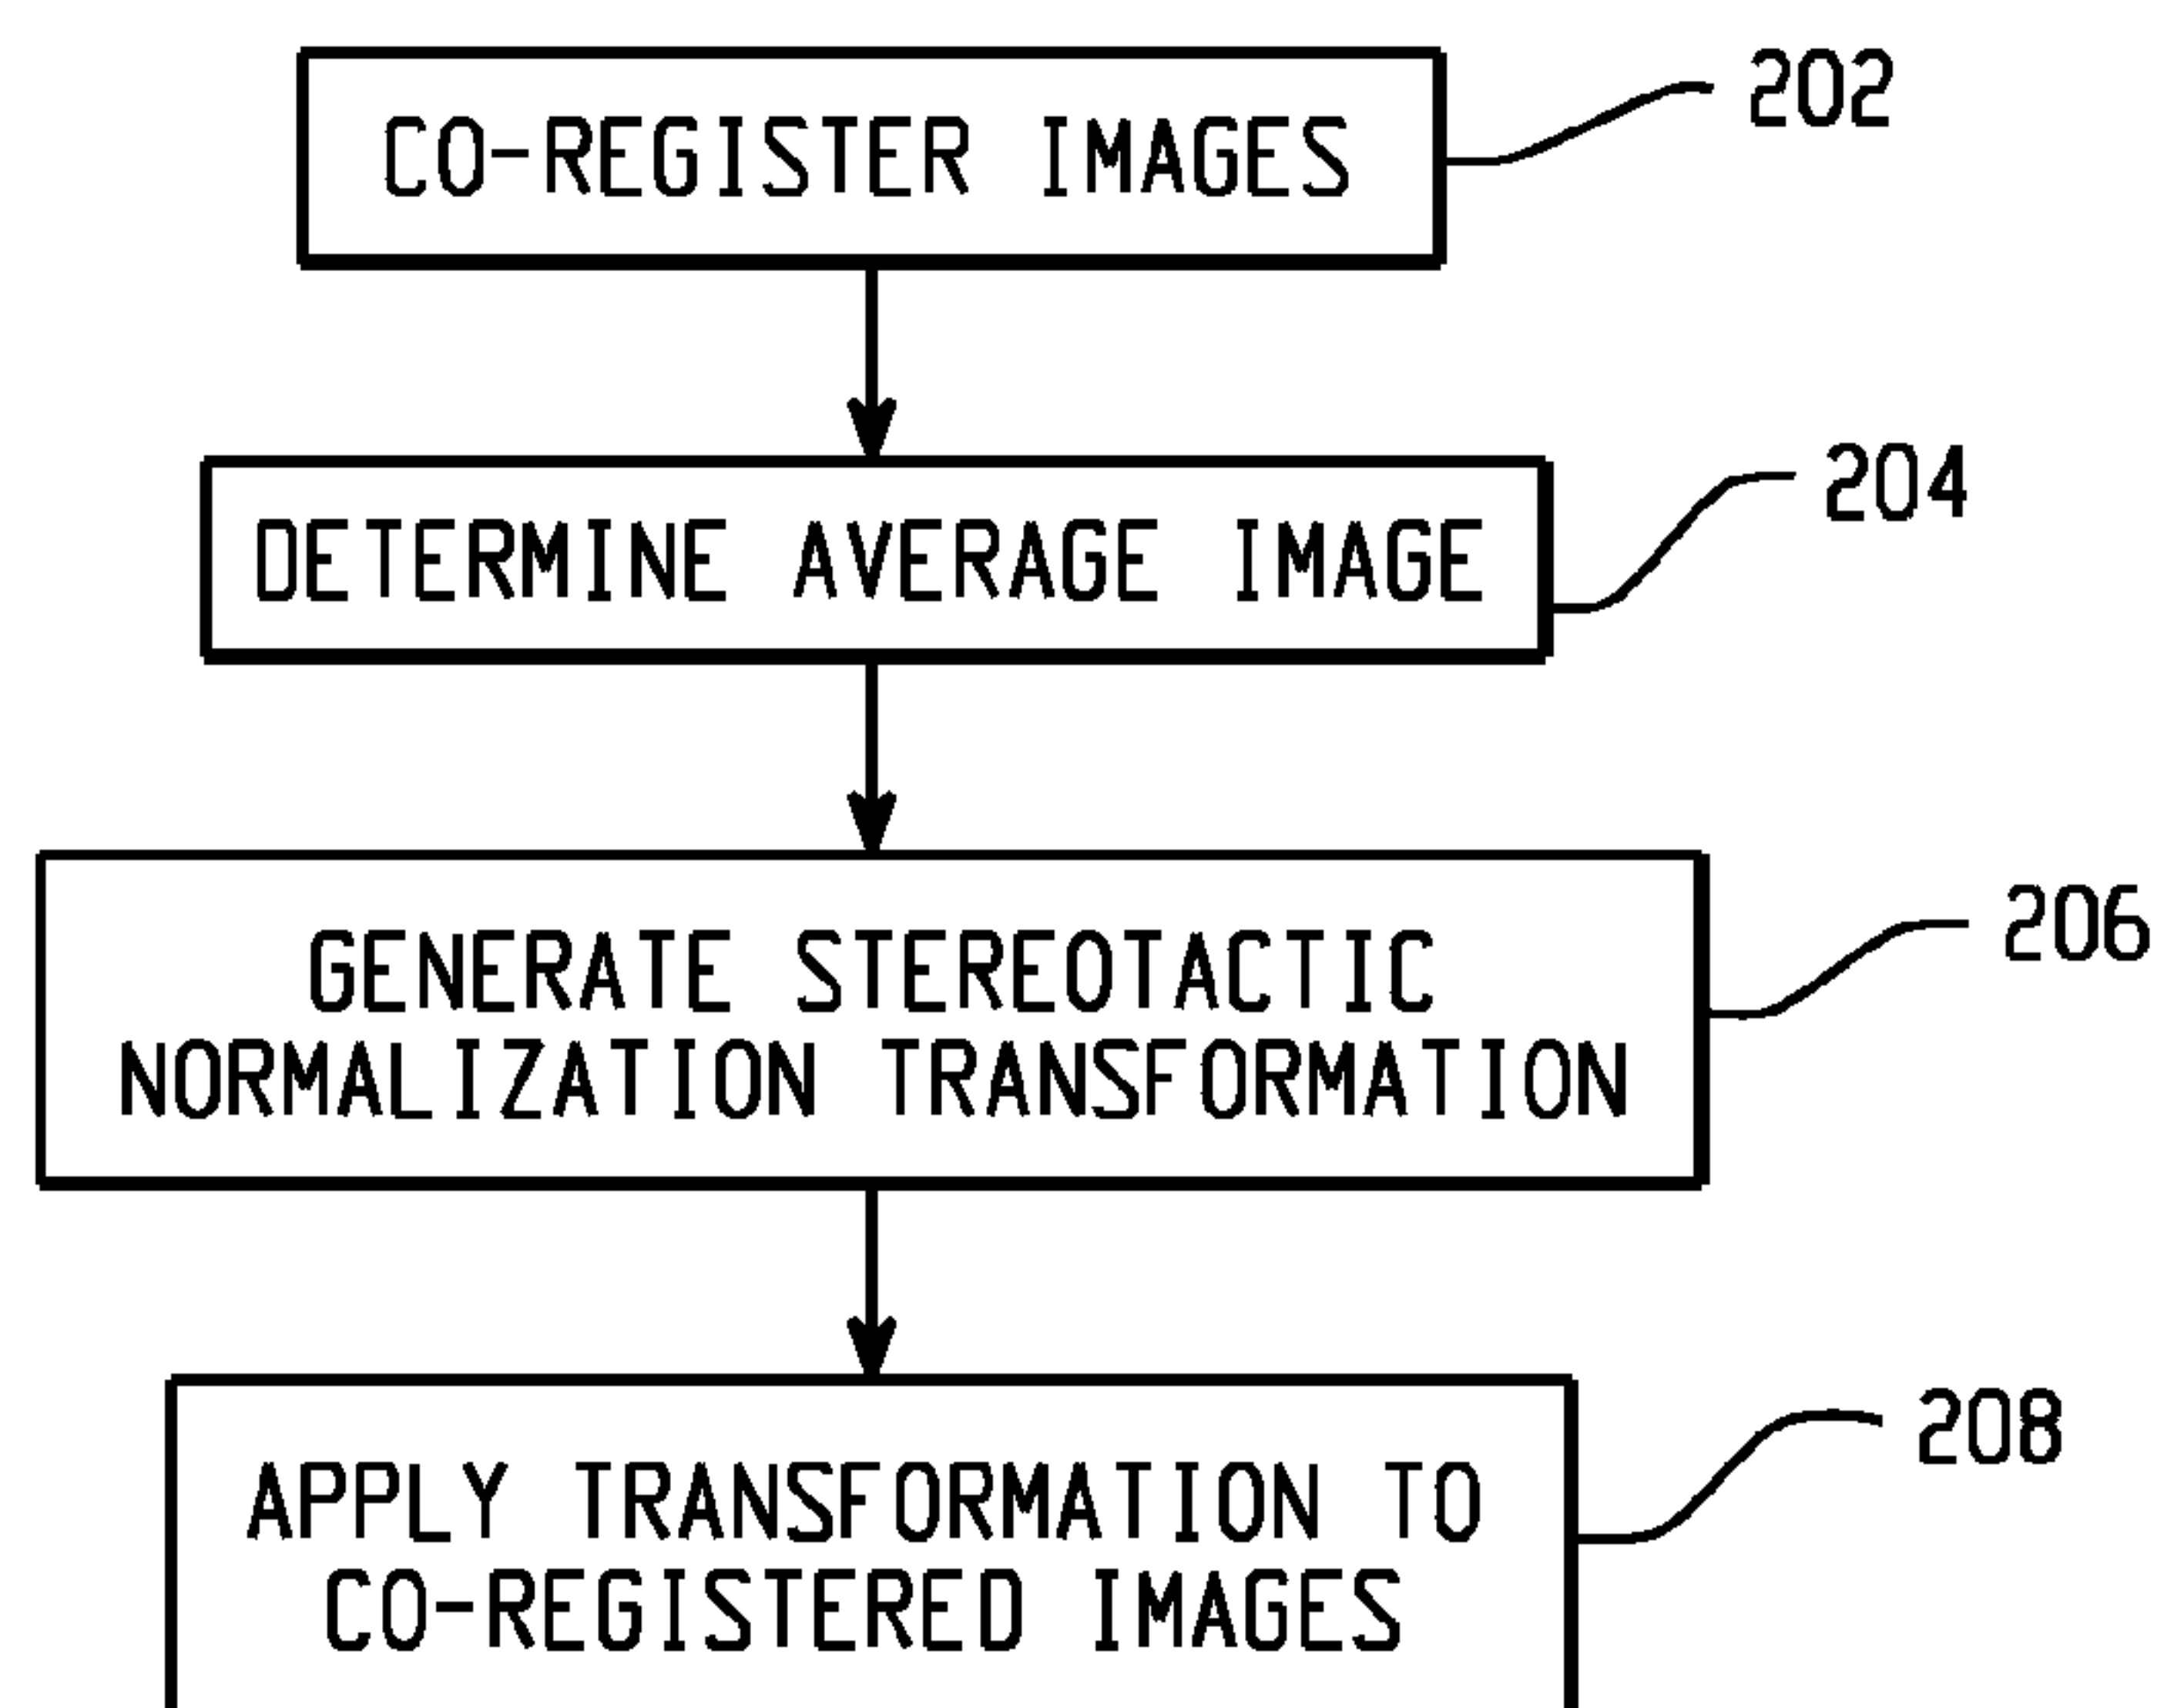 CO-REGISTER IMAGES
202
DETERMINE AVERAGE IMAGE
204
GENERATE STEREOTACTIC
NORMALIZATION TRANSFORMATION
206
APPLY TRANSFORMATION TO
CO-REGISTERED IMAGES
208